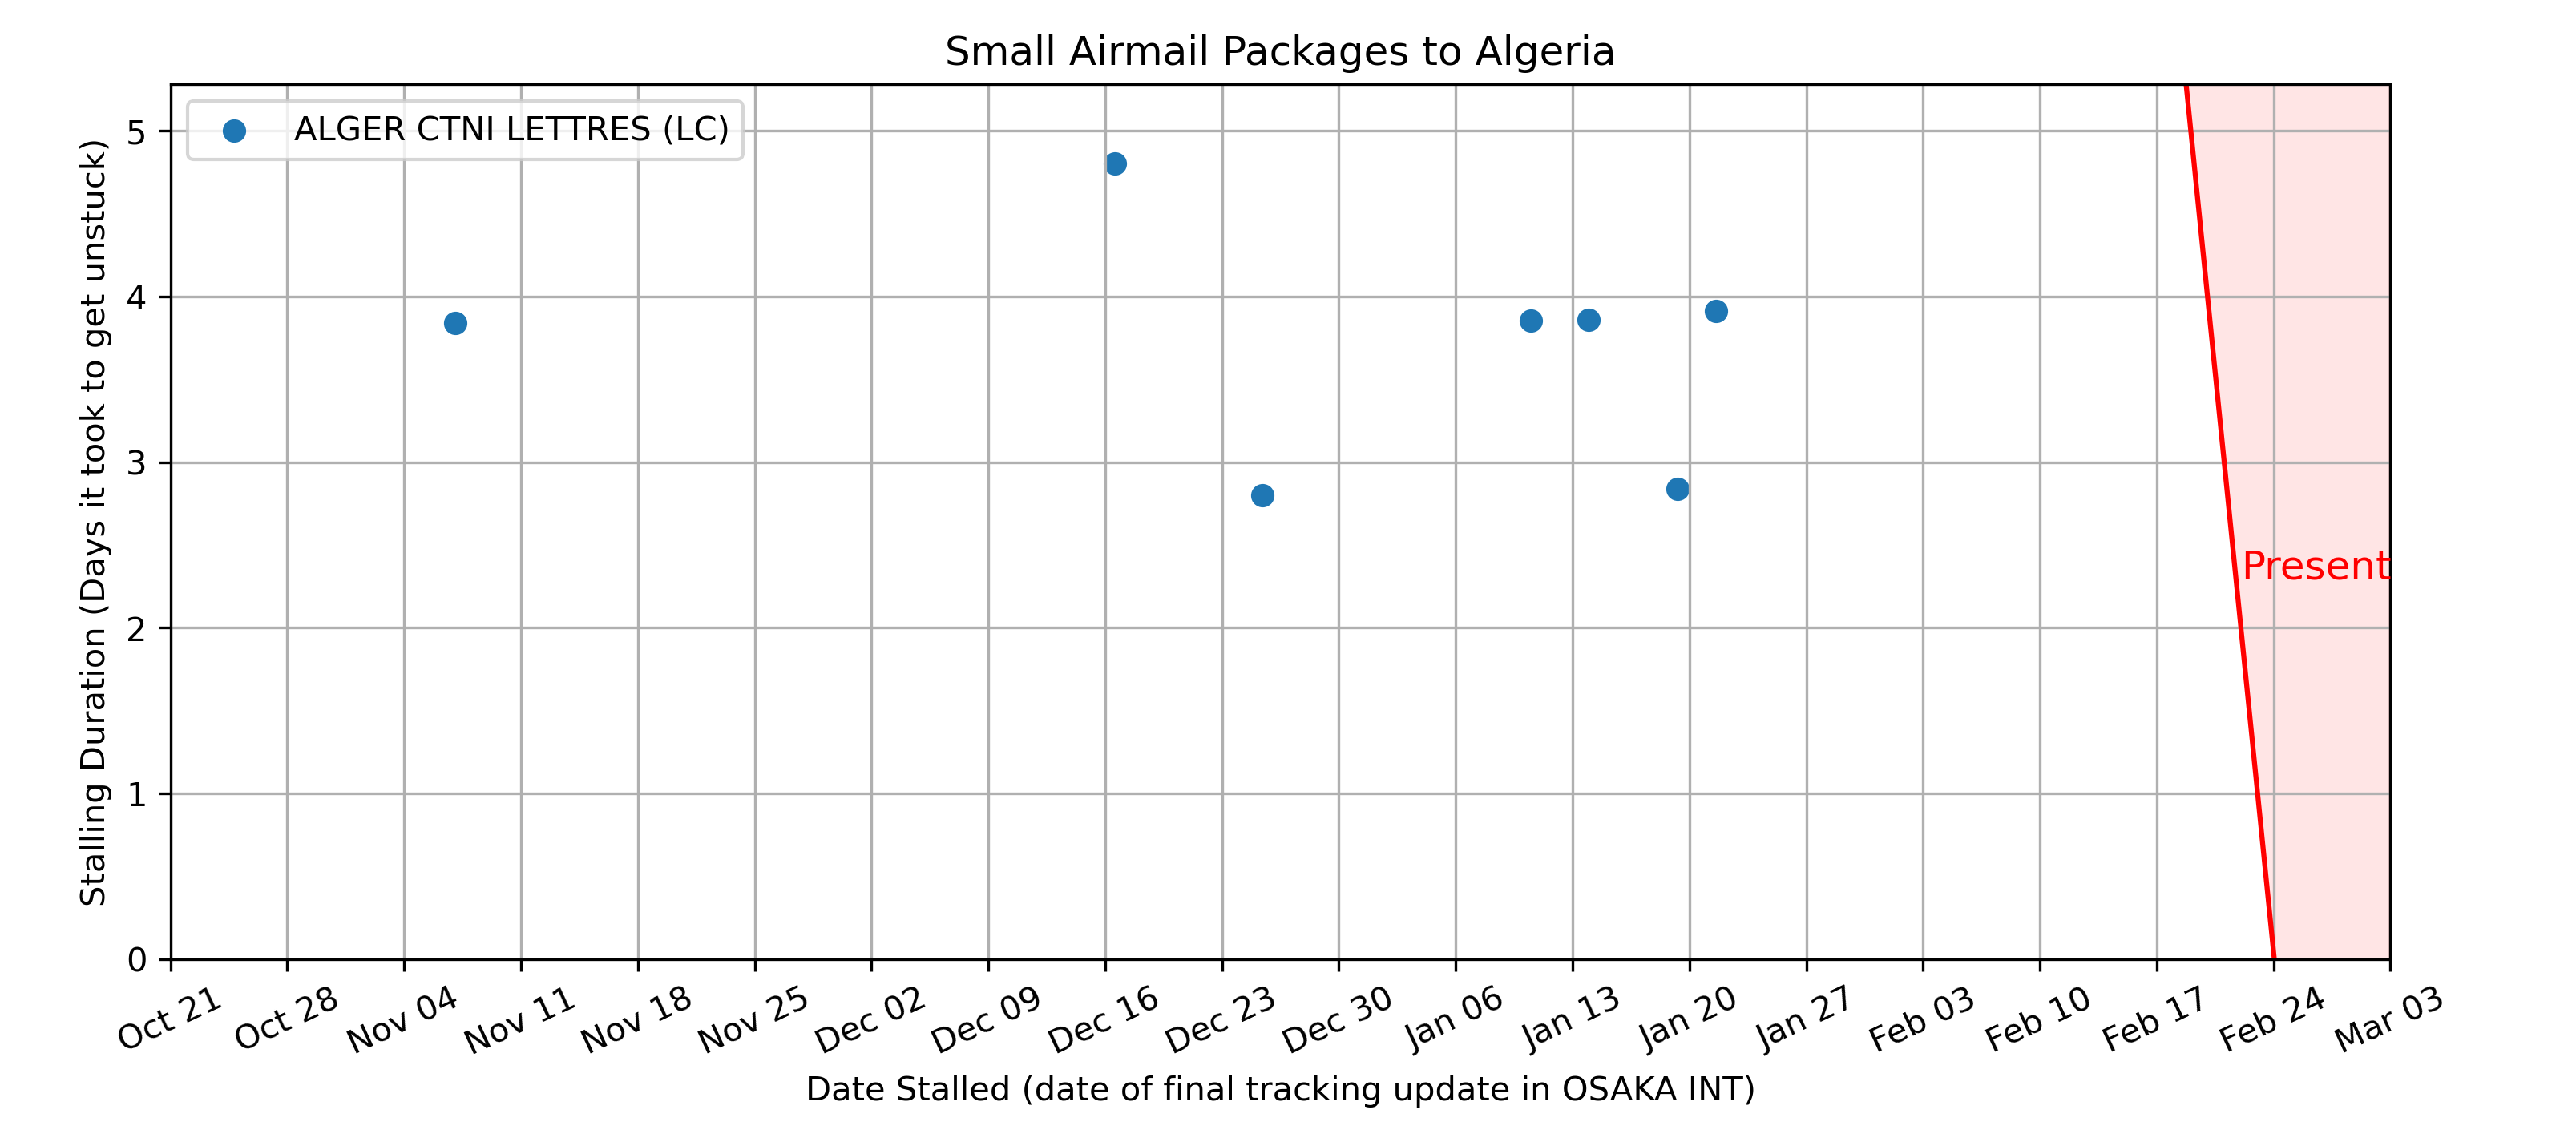 Small Airmail Packages to Algeria
ALGER CTNI LETTRES (LC)
Stalling Duration (Days it took to get unstuck)
5
4
3
2
1
0
Present
Oct 21
Oct 28
Nov 04
Nov 11
Nov 18
Nov 25
Dec 02
Dec 09
Dec 16
Dec 23
Dec 30
Jan 06
Jan 13
Jan 20
Jan 27
Feb 03
Feb 10
Feb 17
Feb 24
Mar 03
Date Stalled (date of final tracking update in OSAKA INT)